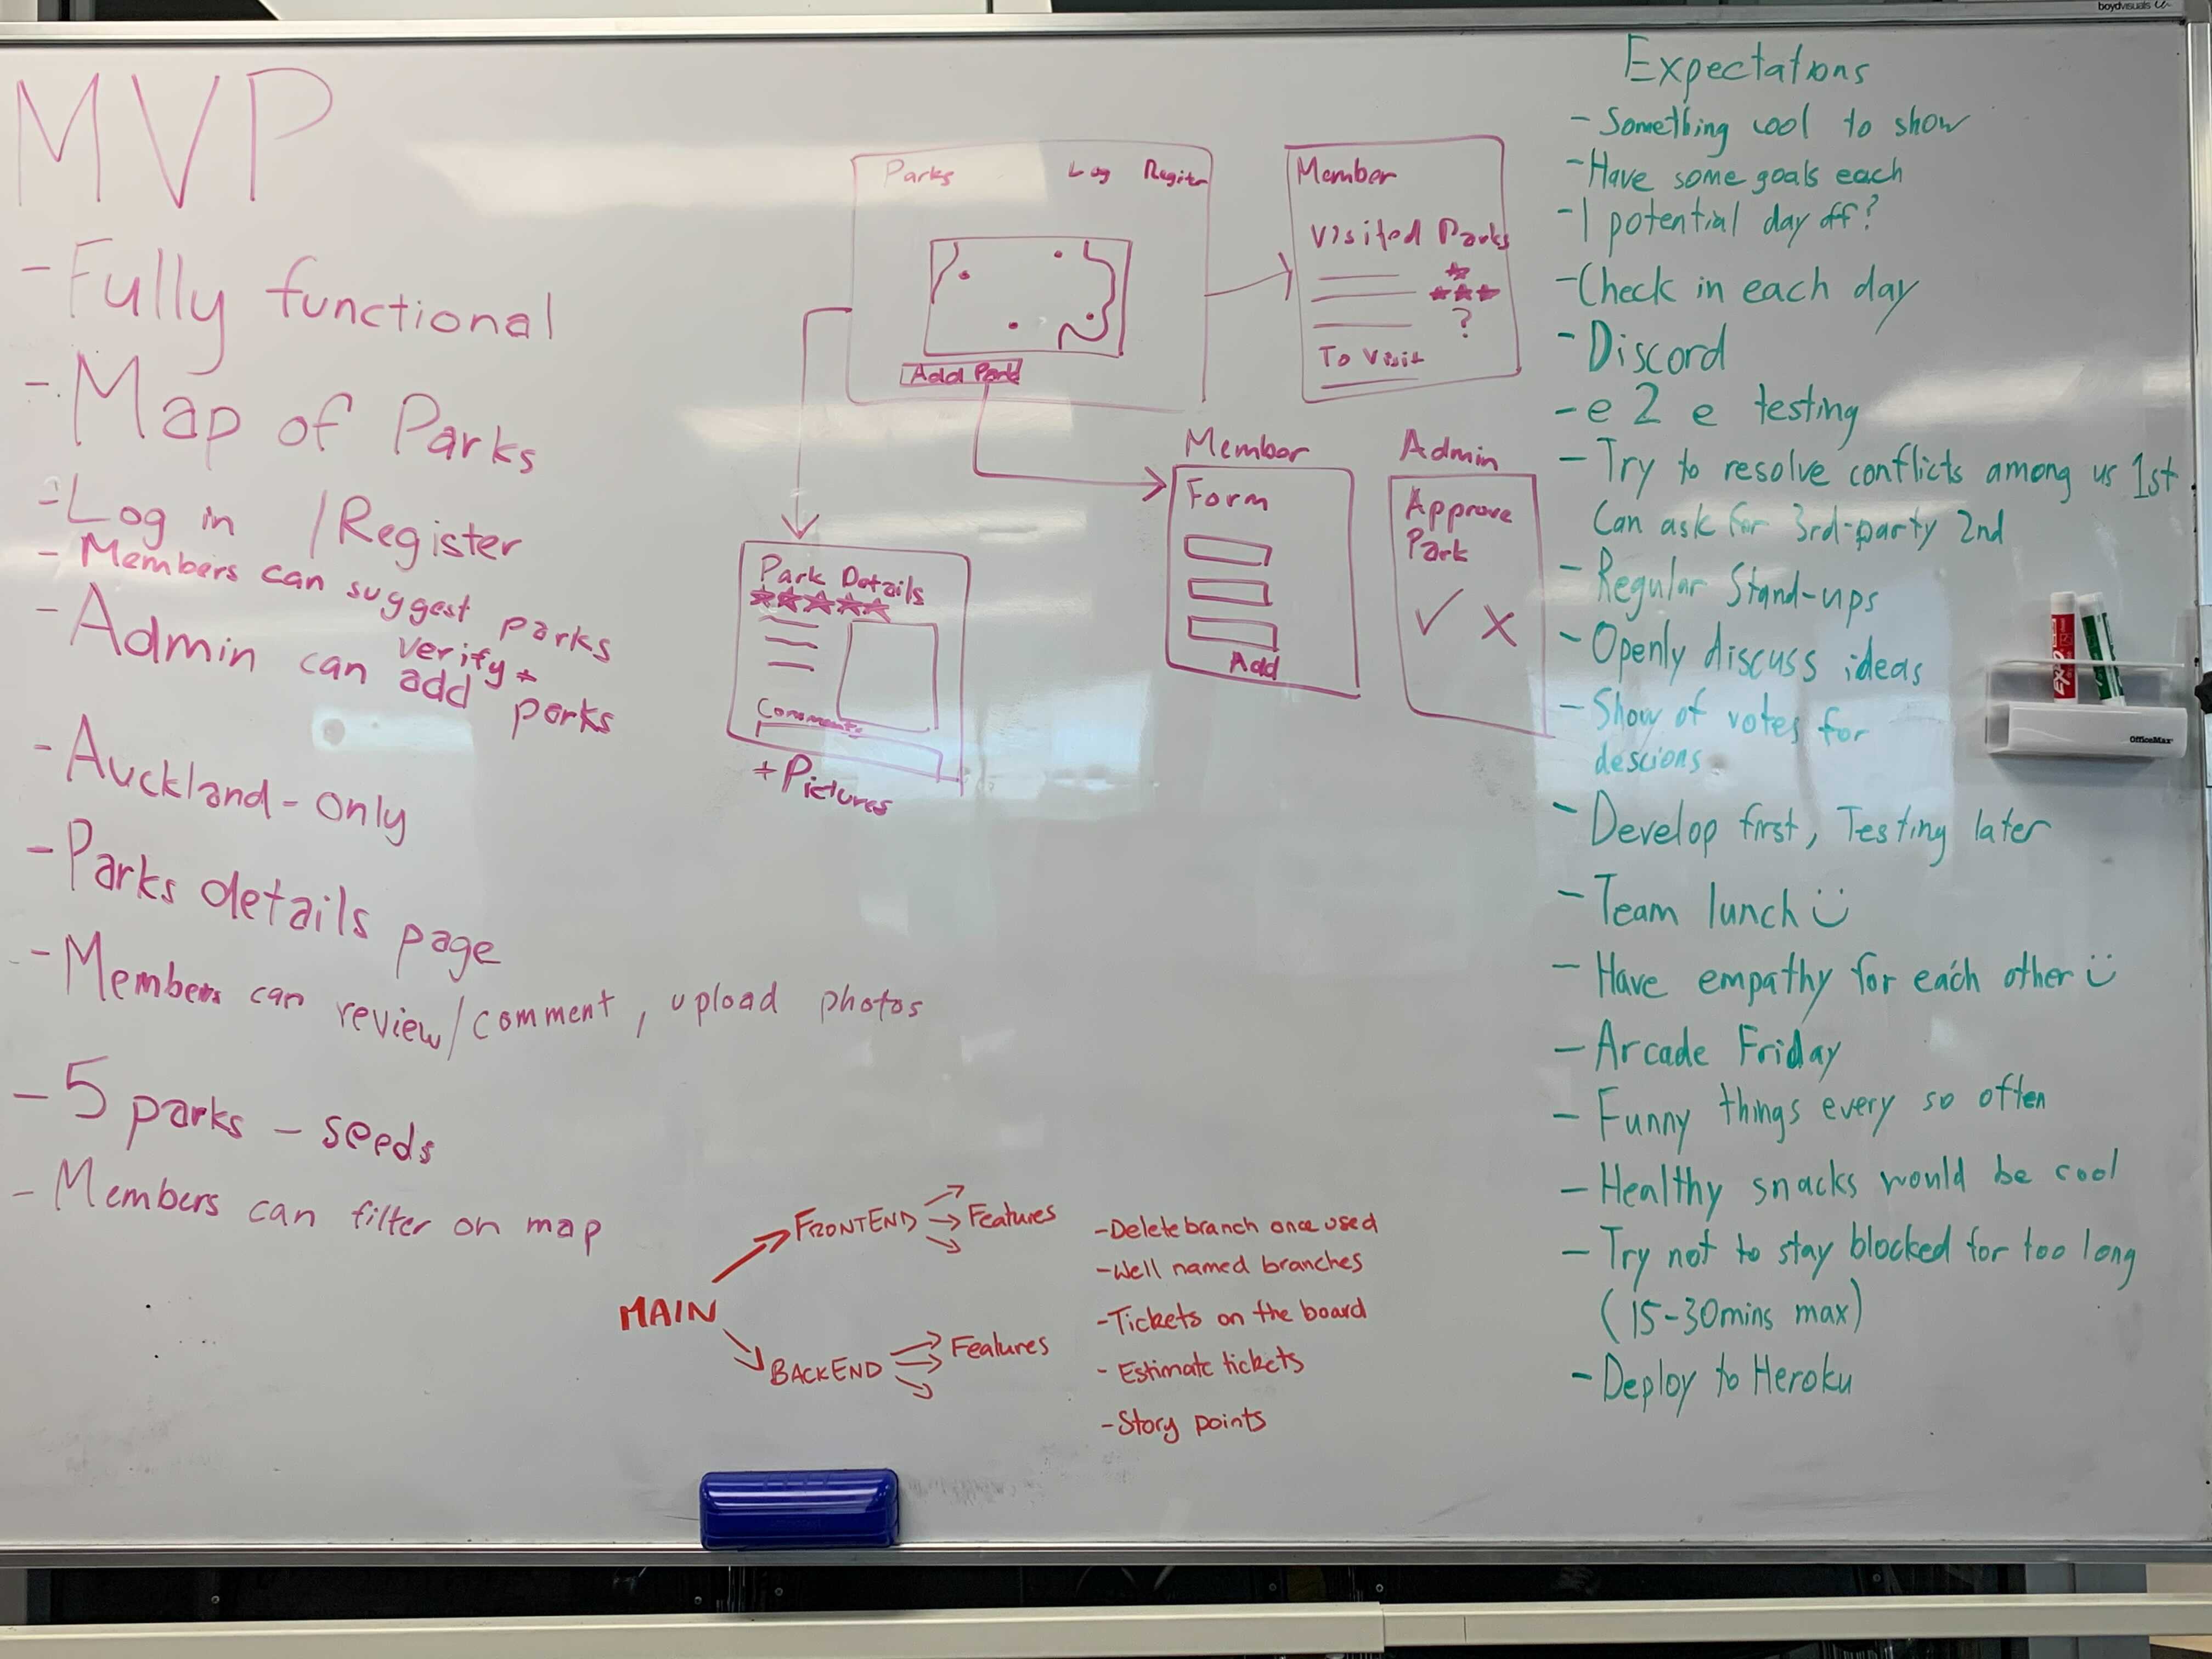 boydvisuals
MVP
- Fully functional
- Map of Parks
- Log in / Register
- Members can suggest parks
- Admin can verify + add parks
- Auckland-only
- Parks details page
- Members can review/comment, upload photos
- 5 parks - seeds
- Members can filter on map
Parks Log Register
Add Park
Member
Visited Parks
?
To Visit
Member
Form
Add
Admin
Approve
Park
Park Details
Comments
+ Pictures
MAIN
FRONTEND
Features
BACKEND
Features
- Delete branch once used
- Well named branches
- Tickets on the board
- Estimate tickets
- Story points
Expectations
- Something cool to show
- Have some goals each
- 1 potential day off?
- Check in each day
- Discord
- e 2 e testing
- Try to resolve conflicts among us 1st
Can ask for 3rd-party 2nd
- Regular Stand-ups
- Openly discuss ideas
- Show of votes for
descions
- Develop first, Testing later
- Team lunch
- Have empathy for each other
- Arcade Friday
- Funny things every so often
- Healthy snacks would be cool
- Try not to stay blocked for too long
(15-30mins max)
- Deploy to Heroku
EXPO
OfficeMax